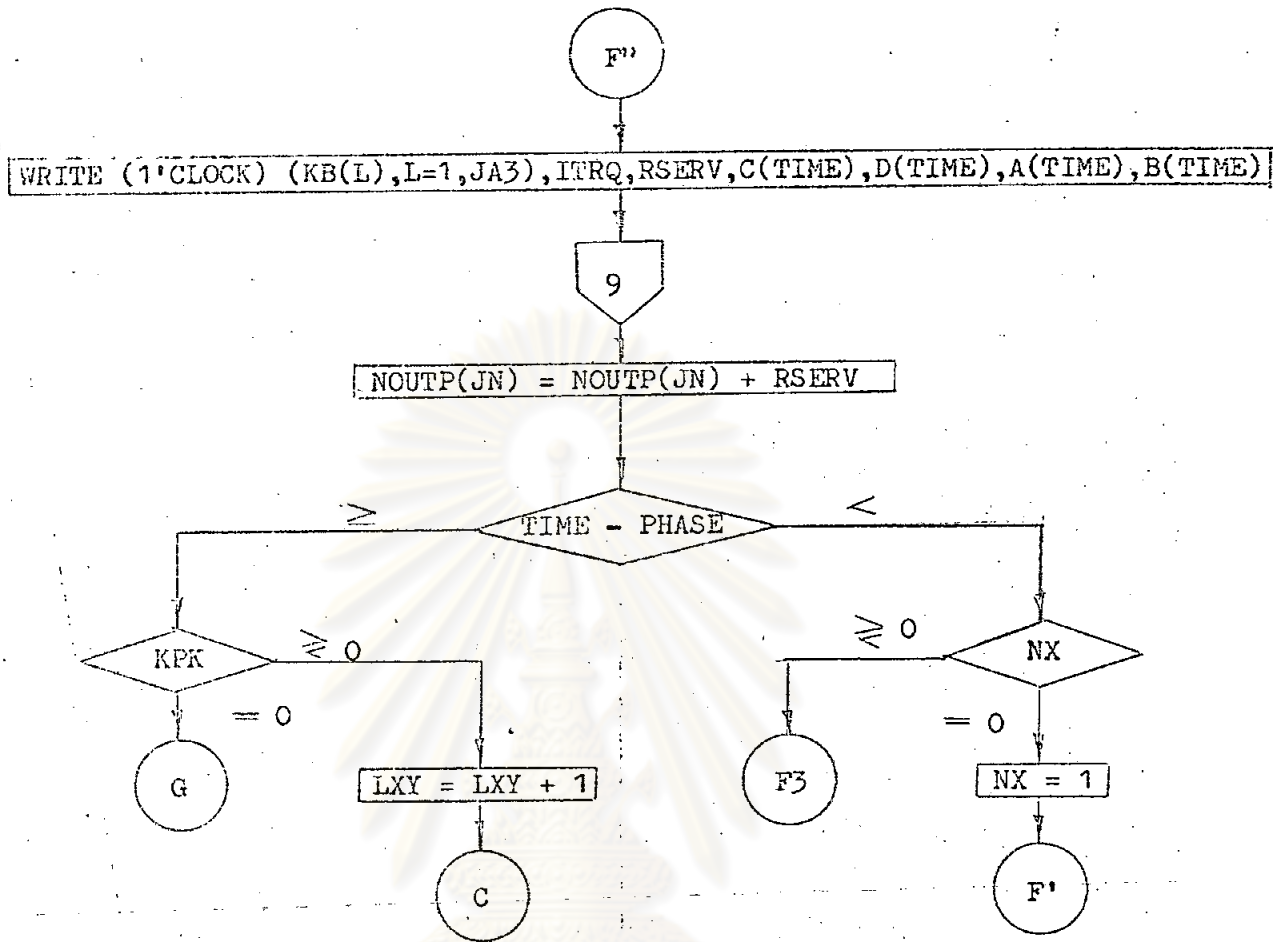 F"
WRITE (1'CLOCK) (KB(L),L=1,JA3),ITRQ,RSERV,C(TIME),D(TIME),A(TIME),B(TIME)
9
NOUTP(JN) = NOUTP(JN) + RSERV
≥
TIME - PHASE
<
KPK
≷ 0
≷ 0
NX
= 0
= 0
G
LXY = LXY + 1
F3
NX = 1
C
F'